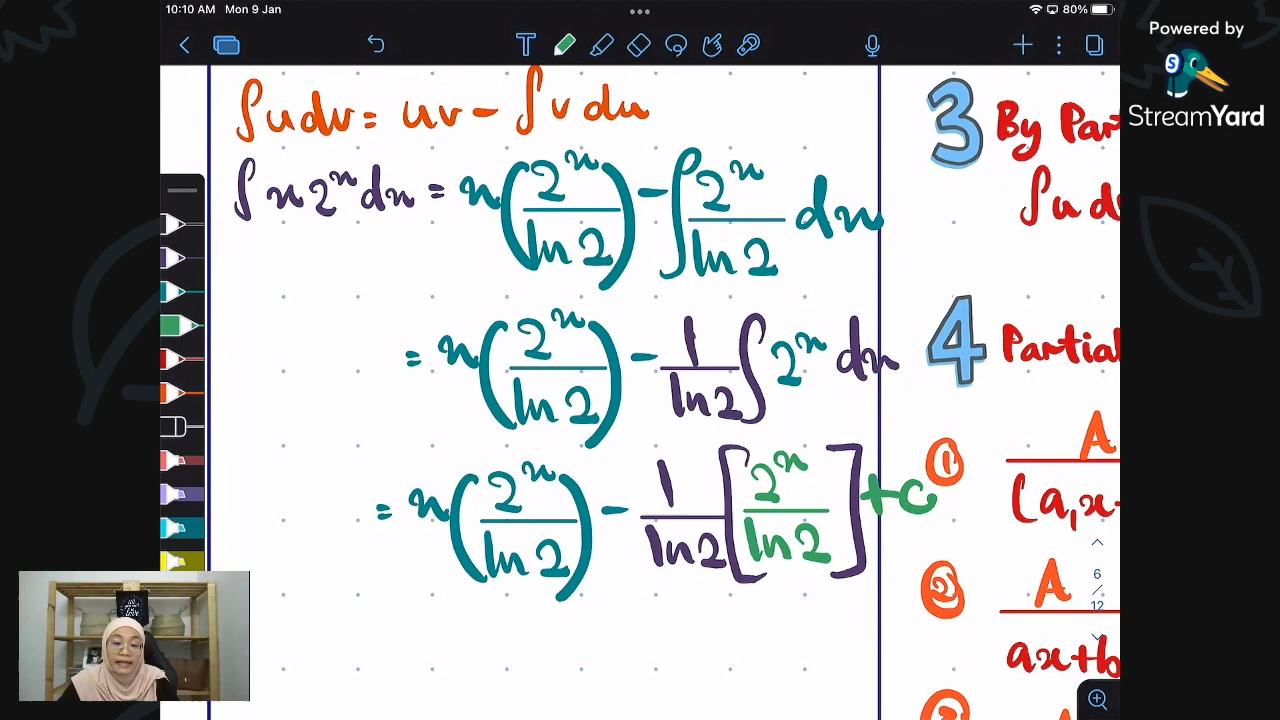 10:10 AM Mon 9 Jan
80%
Powered by
StreamYard
∫u dv = uv − ∫v du
∫x 2^x dx = x(2^x/ln 2) − ∫ 2^x/ln 2 dx
= x(2^x/ln 2) − 1/ln 2 ∫ 2^x dx
= x(2^x/ln 2) − 1/ln 2 [2^x/ln 2] + c
3 By Par
∫u d
4 Partial
① A
(a₁x+
② A
ax+b
③
6
/
12